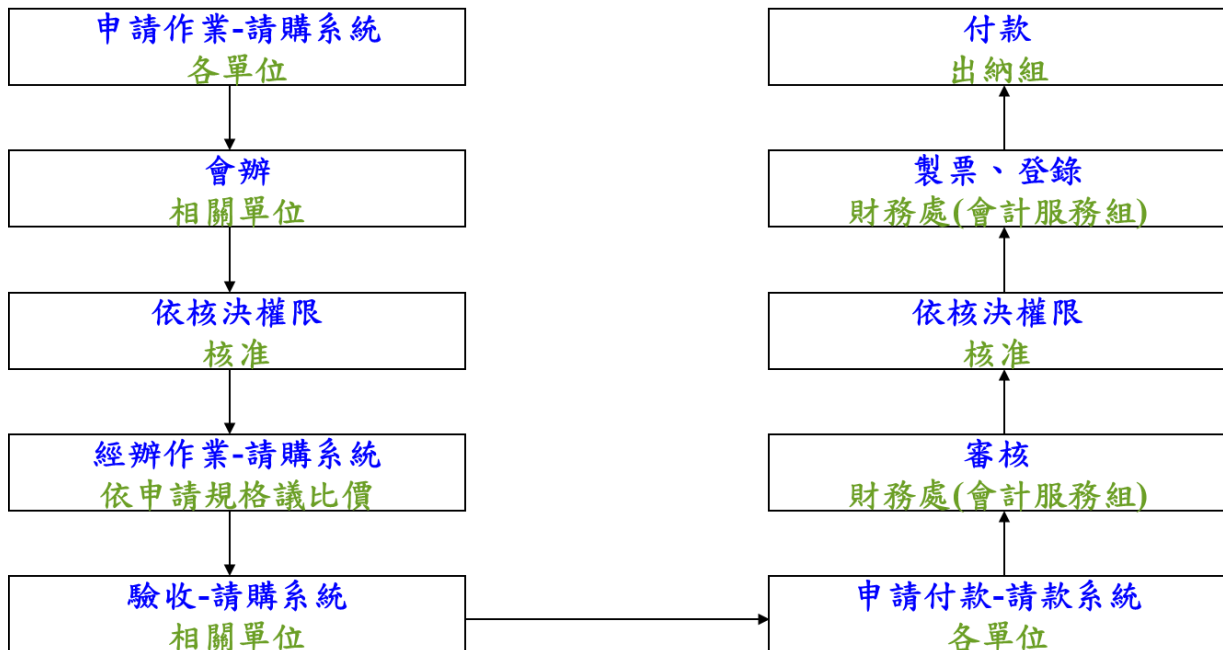 申請作業-請購系統
各單位
會辦
相關單位
依核決權限
核准
經辦作業-請購系統
依申請規格議比價
驗收-請購系統
相關單位
付款
出納組
製票、登錄
財務處(會計服務組)
依核決權限
核准
審核
財務處(會計服務組)
申請付款-請款系統
各單位